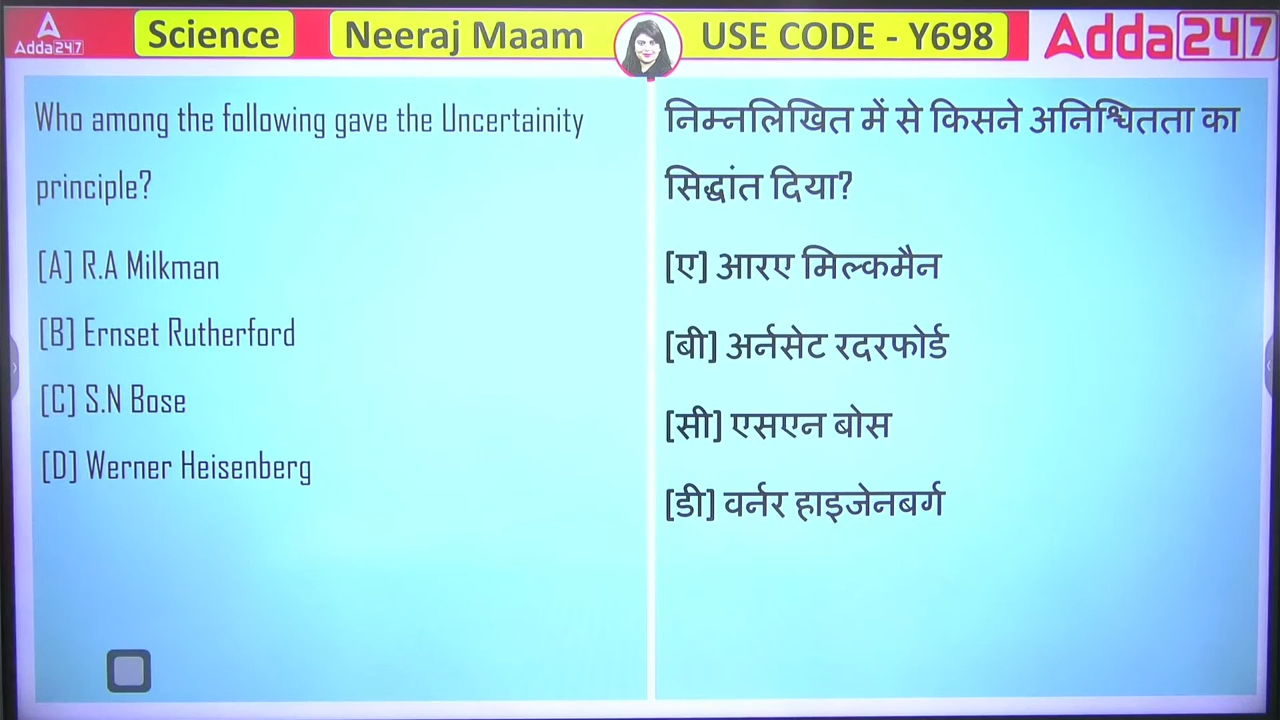 Adda247
Science
Neeraj Maam
USE CODE - Y698
Adda247
Who among the following gave the Uncertainity
principle?
[A] R.A Milkman
[B] Ernset Rutherford
[C] S.N Bose
[D] Werner Heisenberg
निम्नलिखित में से किसने अनिश्चितता का
सिद्धांत दिया?
[ए] आरए मिल्कमैन
[बी] अर्नसेट रदरफोर्ड
[सी] एसएन बोस
[डी] वर्नर हाइजेनबर्ग